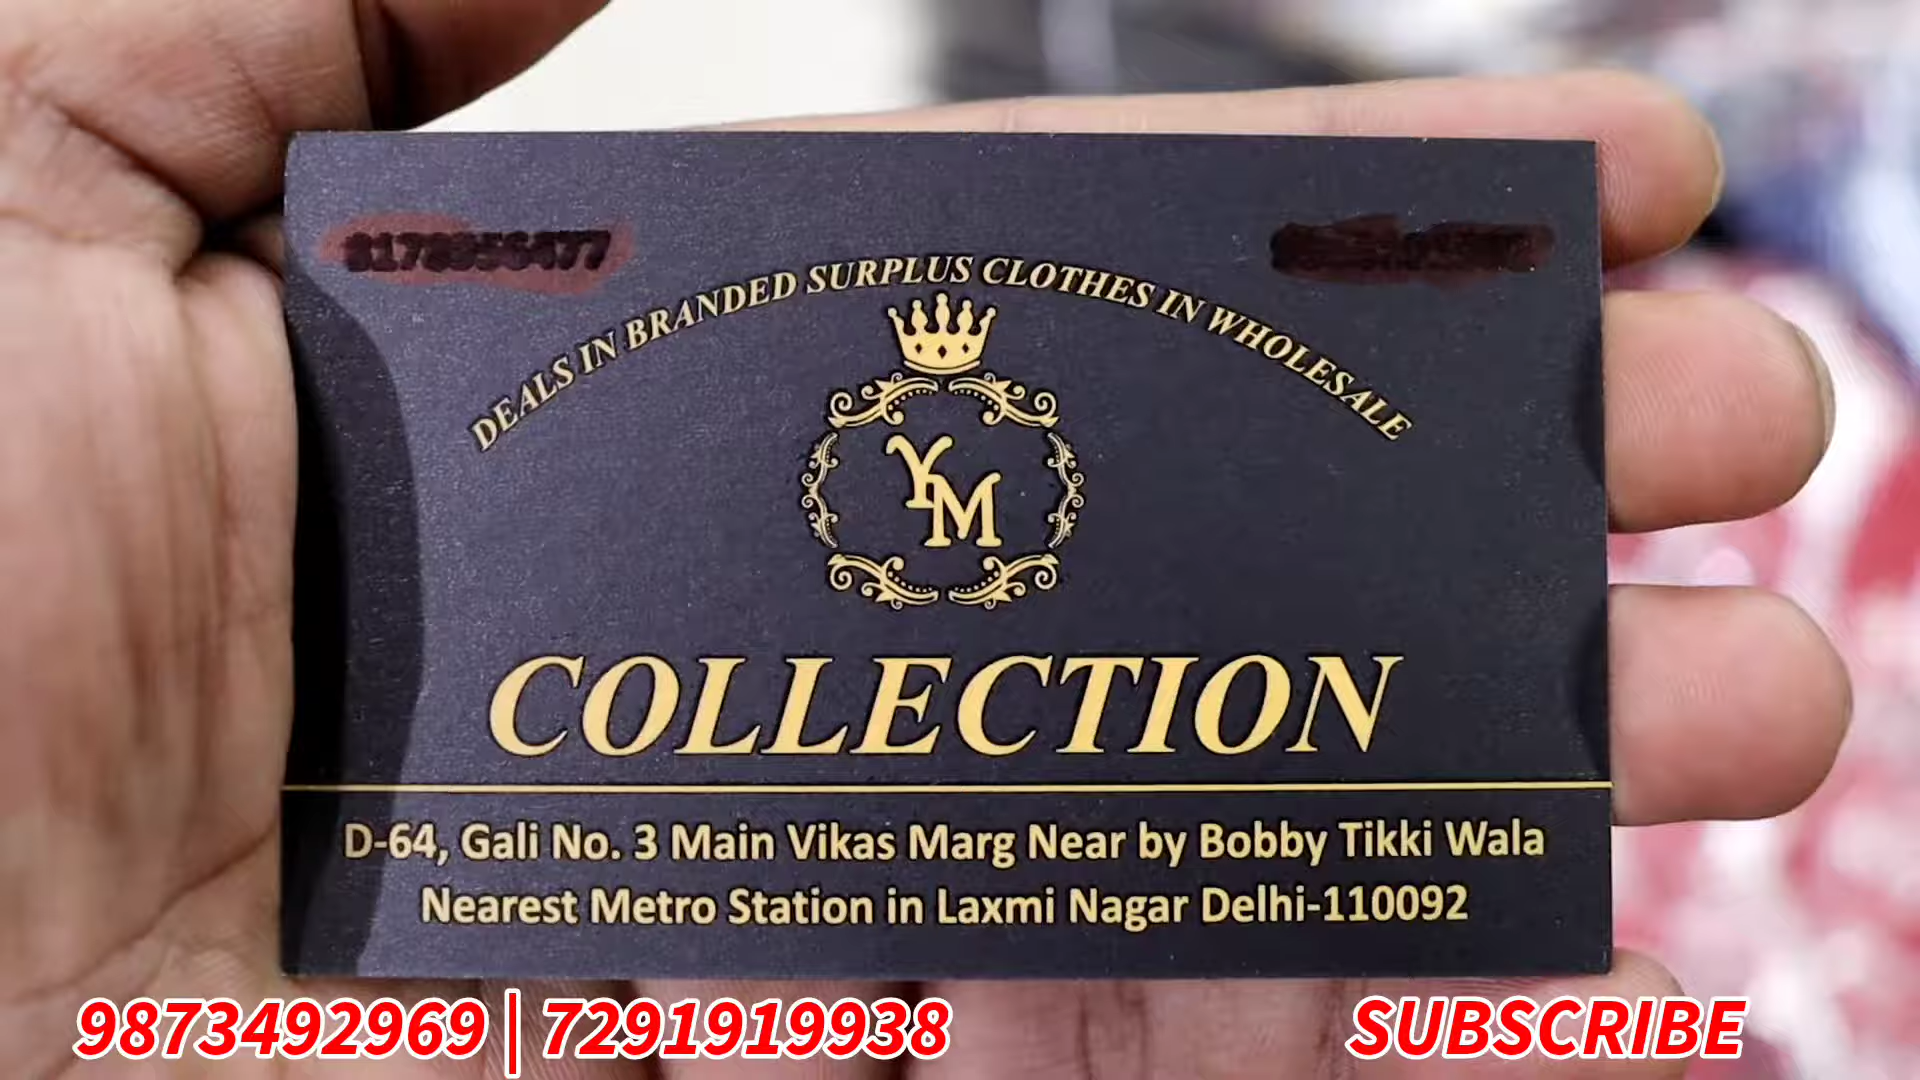 DEALS IN BRANDED SURPLUS CLOTHES IN WHOLESALE
YM
COLLECTION
D-64, Gali No. 3 Main Vikas Marg Near by Bobby Tikki Wala
Nearest Metro Station in Laxmi Nagar Delhi-110092
9873492969 | 7291919938
SUBSCRIBE